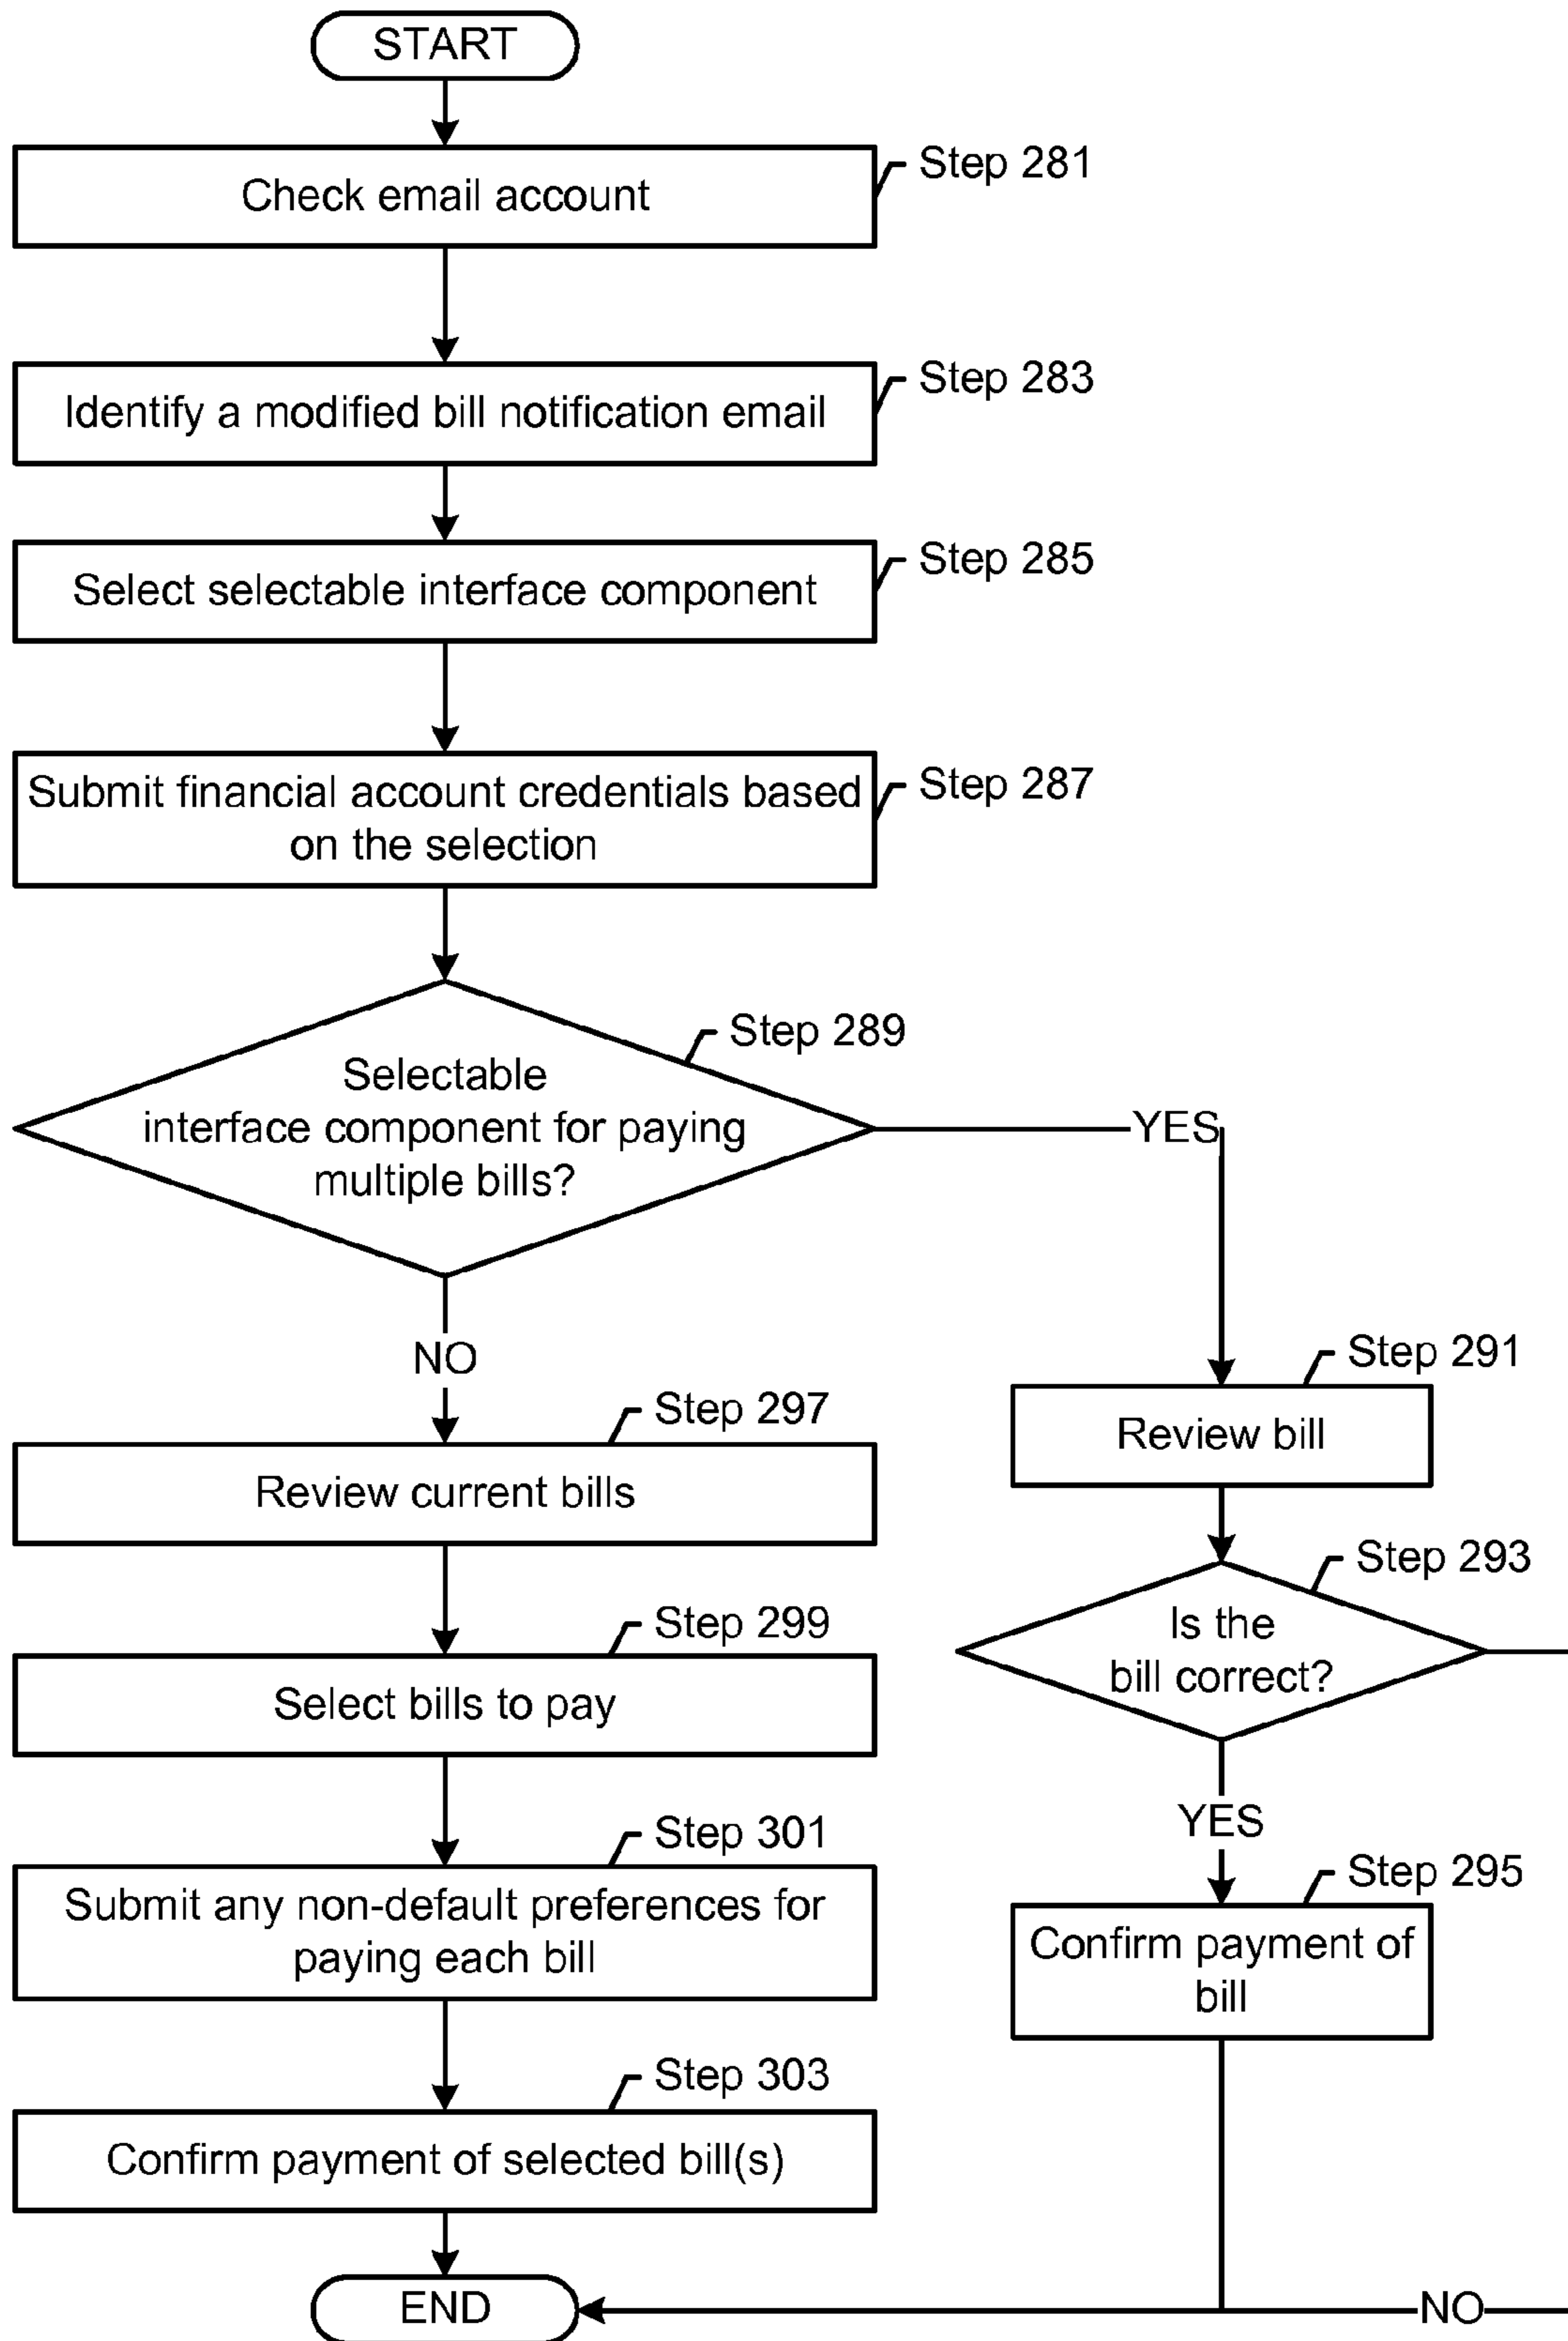 START
Step 281
Check email account
Step 283
Identify a modified bill notification email
Step 285
Select selectable interface component
Step 287
Submit financial account credentials based
on the selection
Step 289
Selectable
interface component for paying
multiple bills?
YES
NO
Step 291
Review bill
Step 293
Is the
bill correct?
YES
Step 295
Confirm payment of
bill
Step 297
Review current bills
Step 299
Select bills to pay
Step 301
Submit any non-default preferences for
paying each bill
Step 303
Confirm payment of selected bill(s)
END
NO